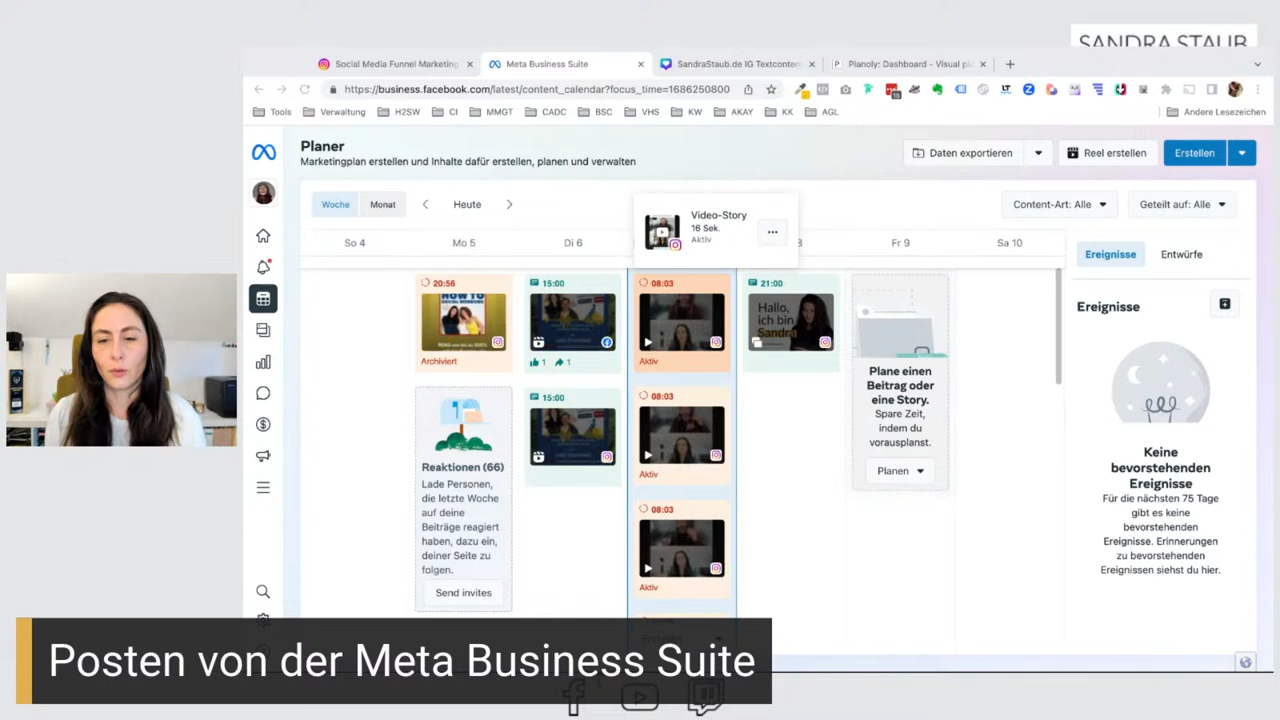 SANDRA STAUB
Social Media Funnel Marketing
Meta Business Suite
SandraStaub.de IG Textconten
Planoly: Dashboard - Visual pl
https://business.facebook.com/latest/content_calendar?focus_time=1686250800
Tools
Verwaltung
H2SW
CI
MMGT
CADC
BSC
VHS
KW
AKAY
KK
AGL
Andere Lesezeichen
Planer
Marketingplan erstellen und Inhalte dafür erstellen, planen und verwalten
Daten exportieren
Reel erstellen
Erstellen
Woche
Monat
Heute
Content-Art: Alle
Geteilt auf: Alle
Video-Story
16 Sek.
Aktiv
So 4
Mo 5
Di 6
8
Fr 9
Sa 10
20:56
Archiviert
Reaktionen (66)
Lade Personen,
die letzte Woche
auf deine
Beiträge reagiert
haben, dazu ein,
deiner Seite zu
folgen.
Send invites
15:00
1
1
15:00
08:03
Aktiv
08:03
Aktiv
08:03
Aktiv
21:00
Hallo,
ich bin
Sandra
Plane einen
Beitrag oder
eine Story.
Spare Zeit,
indem du
vorausplanst.
Planen
Ereignisse
Entwürfe
Ereignisse
Keine
bevorstehenden
Ereignisse
Für die nächsten 75 Tage
gibt es keine
bevorstehenden
Ereignisse. Erinnerungen
zu bevorstehenden
Ereignissen siehst du hier.
Posten von der Meta Business Suite